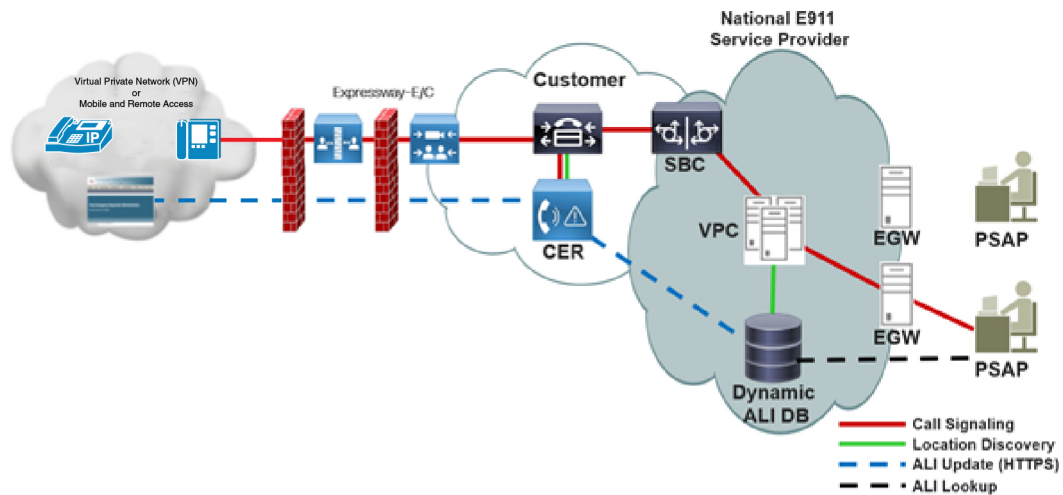 National E911
Service Provider
Virtual Private Network (VPN)
or
Mobile and Remote Access
Expressway-E/C
Customer
IP
SBC
VPC
CER
EGW
PSAP
EGW
PSAP
Dynamic
ALI DB
Call Signaling
Location Discovery
ALI Update (HTTPS)
ALI Lookup